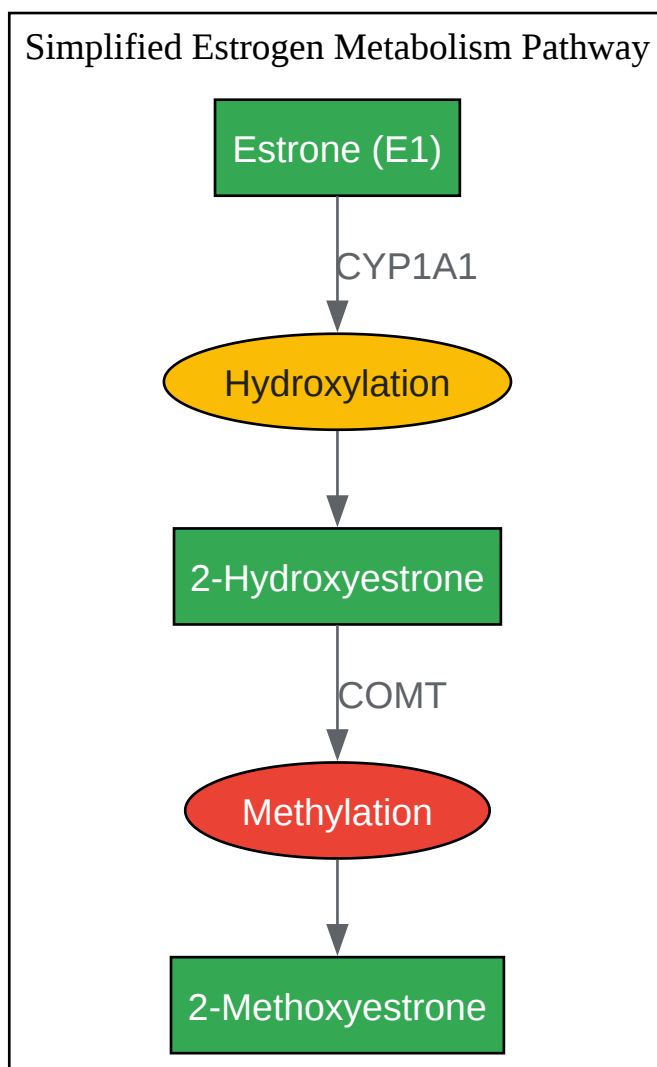 Simplified Estrogen Metabolism Pathway
Estrone (E1)
CYP1A1
Hydroxylation
2-Hydroxyestrone
COMT
Methylation
2-Methoxyestrone